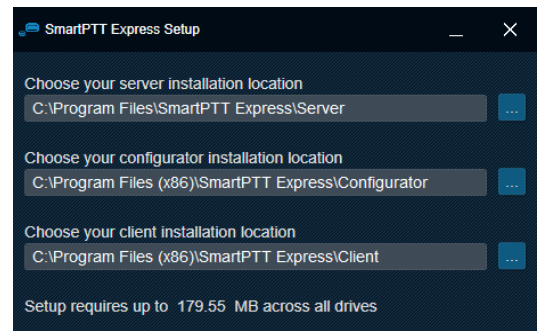 SmartPTT Express Setup
Choose your server installation location
C:\Program Files\SmartPTT Express\Server
...
Choose your configurator installation location
C:\Program Files (x86)\SmartPTT Express\Configurator
...
Choose your client installation location
C:\Program Files (x86)\SmartPTT Express\Client
...
Setup requires up to 179.55 MB across all drives